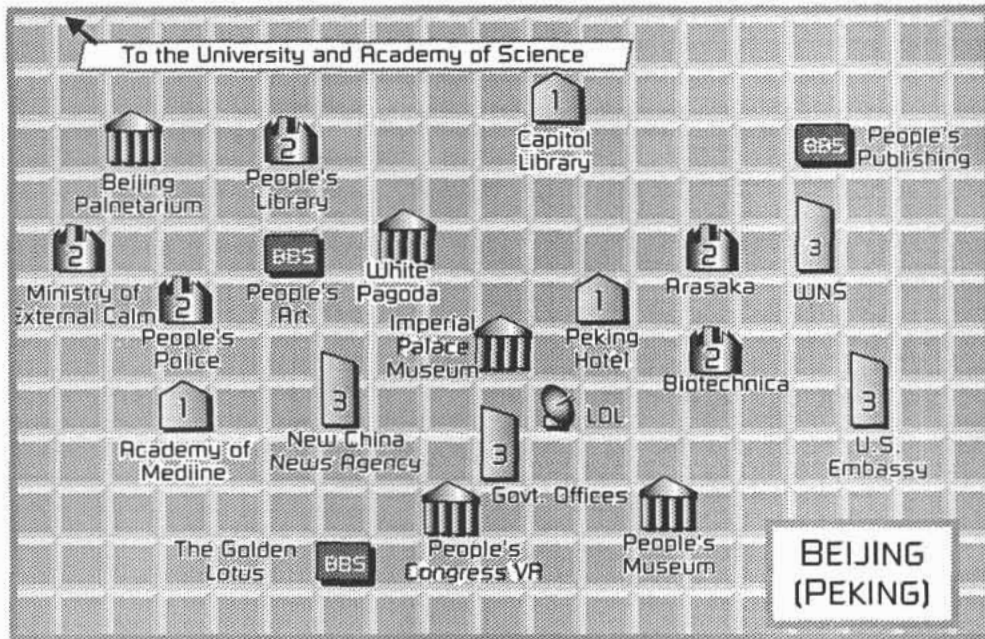 To the University and Academy of Science
1
Capitol
Library
BBS
People's
Publishing
Beijing
Palnetarium
2
People's
Library
2
Ministry of
External Calm
2
People's
Police
BBS
People's
Art
White
Pagoda
Imperial
Palace
Museum
1
Peking
Hotel
2
Arasaka
3
WNS
2
Biotechnica
1
Academy of
Mediine
3
New China
News Agency
3
Govt. Offices
LDL
3
U.S.
Embassy
The Golden
Lotus
BBS
People's
Congress VR
People's
Museum
BEIJING
(PEKING)